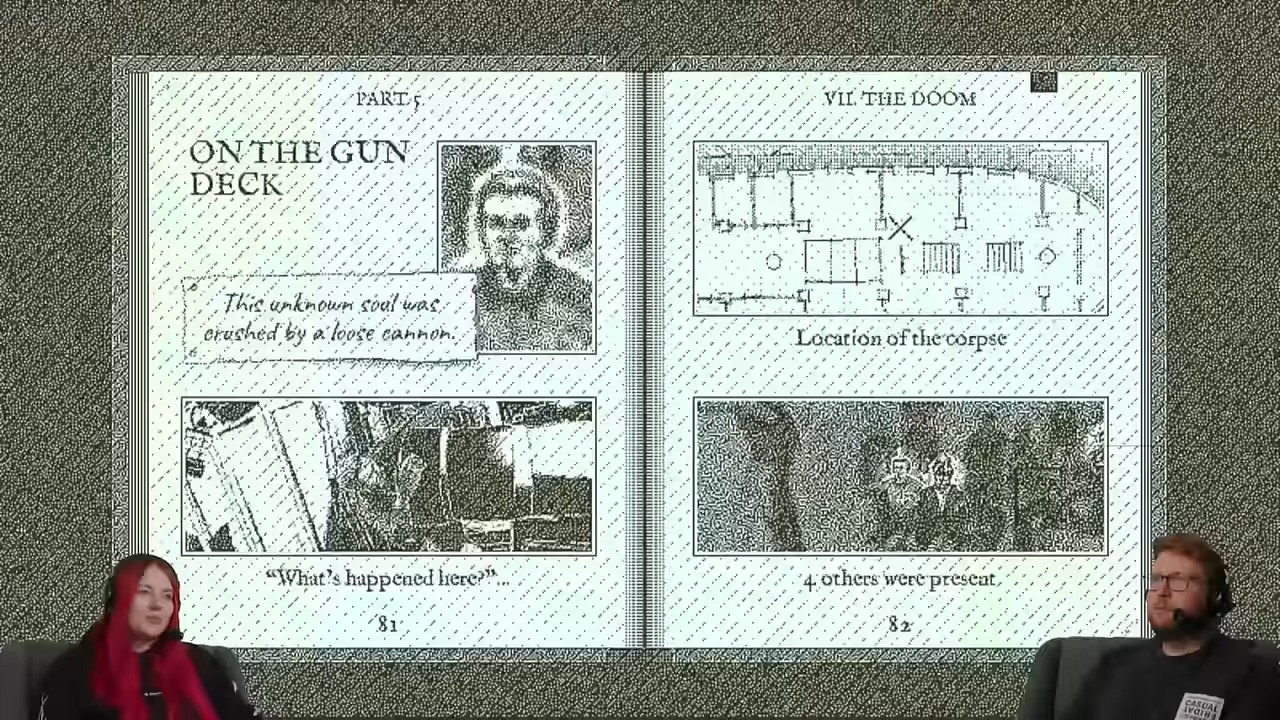 PART 5
ON THE GUN
DECK
This unknown soul was
crushed by a loose cannon.
"What's happened here?"...
81
VII. THE DOOM
Location of the corpse
4 others were present
82
CASUAL